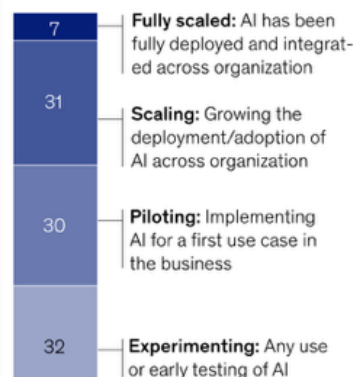 7
Fully scaled: AI has been
fully deployed and integrat-
ed across organization
31
Scaling: Growing the
deployment/adoption of
AI across organization
30
Piloting: Implementing
AI for a first use case in
the business
32
Experimenting: Any use
or early testing of AI